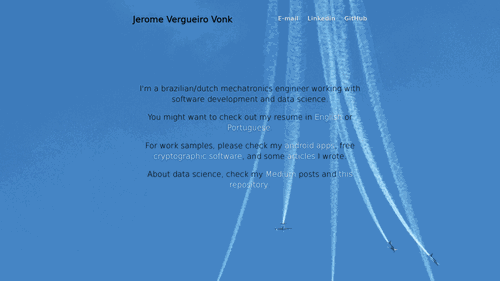 Jerome Vergueiro Vonk
E-mail LinkedIn GitHub
I'm a brazilian/dutch mechatronics engineer working with
software development and data science.
You might want to check out my resume in English or
Portuguese
For work samples, please check my android apps, free
cryptographic software, and some articles I wrote.
About data science, check my Medium posts and this
repository